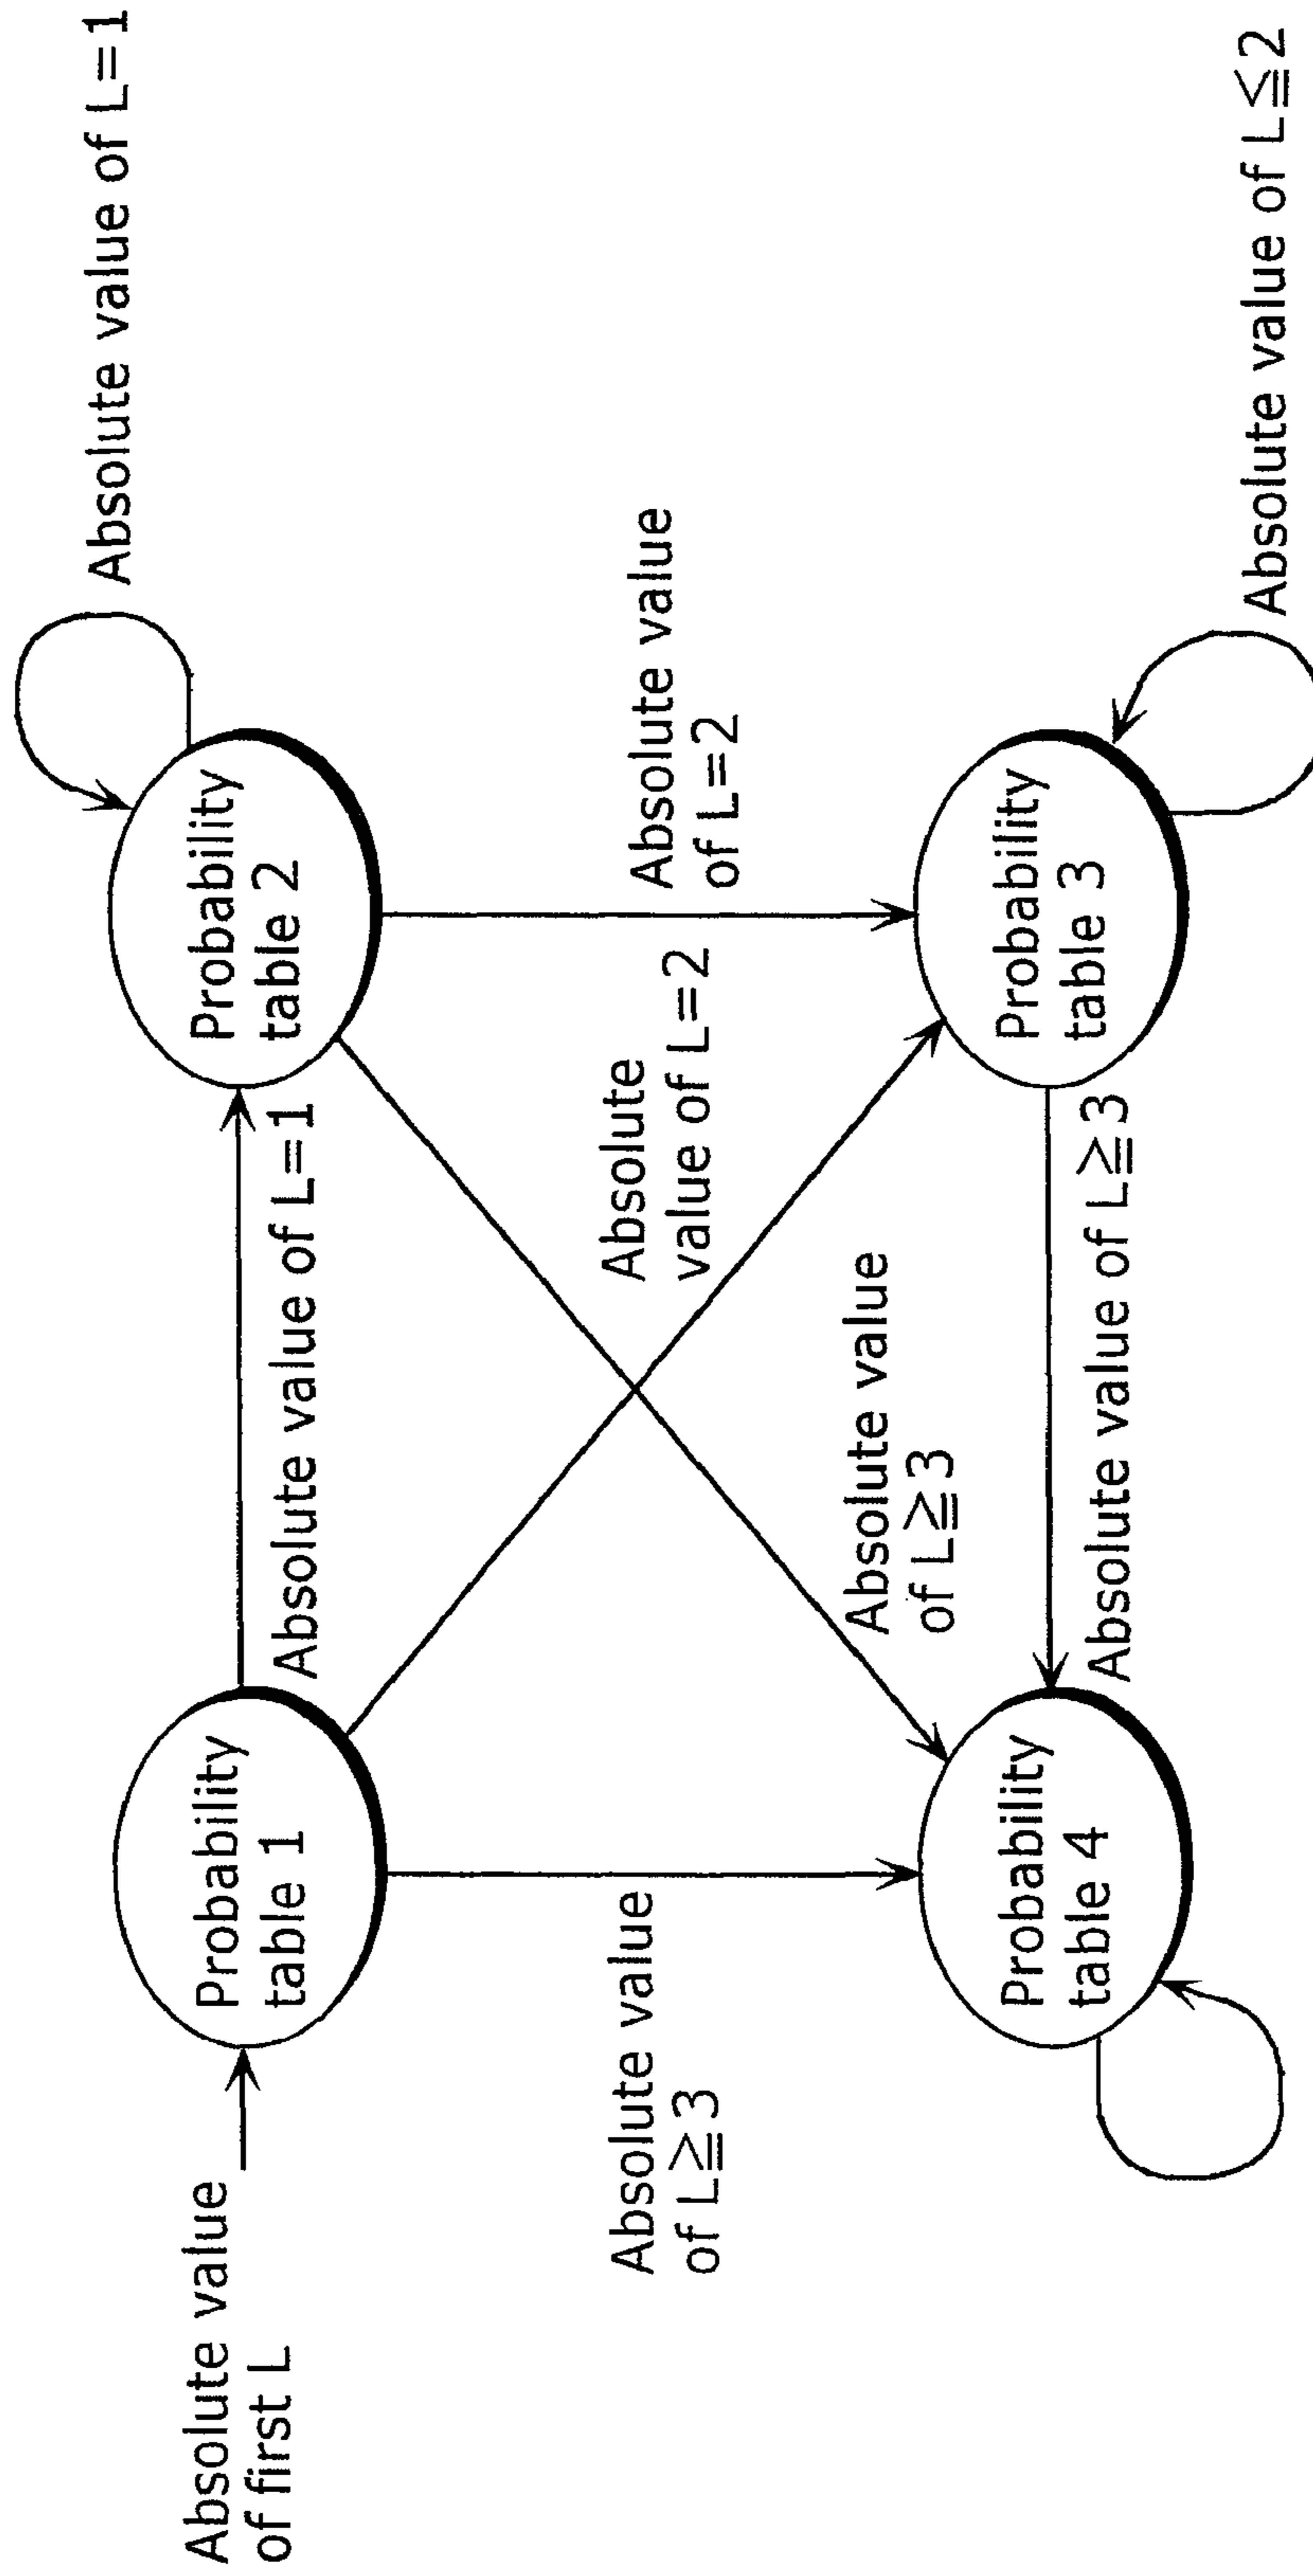 Absolute value of L=1
Absolute value
of first L
Probability
table 1
Absolute value of L=1
Probability
table 2
Absolute value
of L≧3
Absolute
value of L=2
Absolute value
of L=2
Absolute value
of L≧3
Probability
table 4
Absolute value of L≧3
Probability
table 3
Absolute value of L≦2